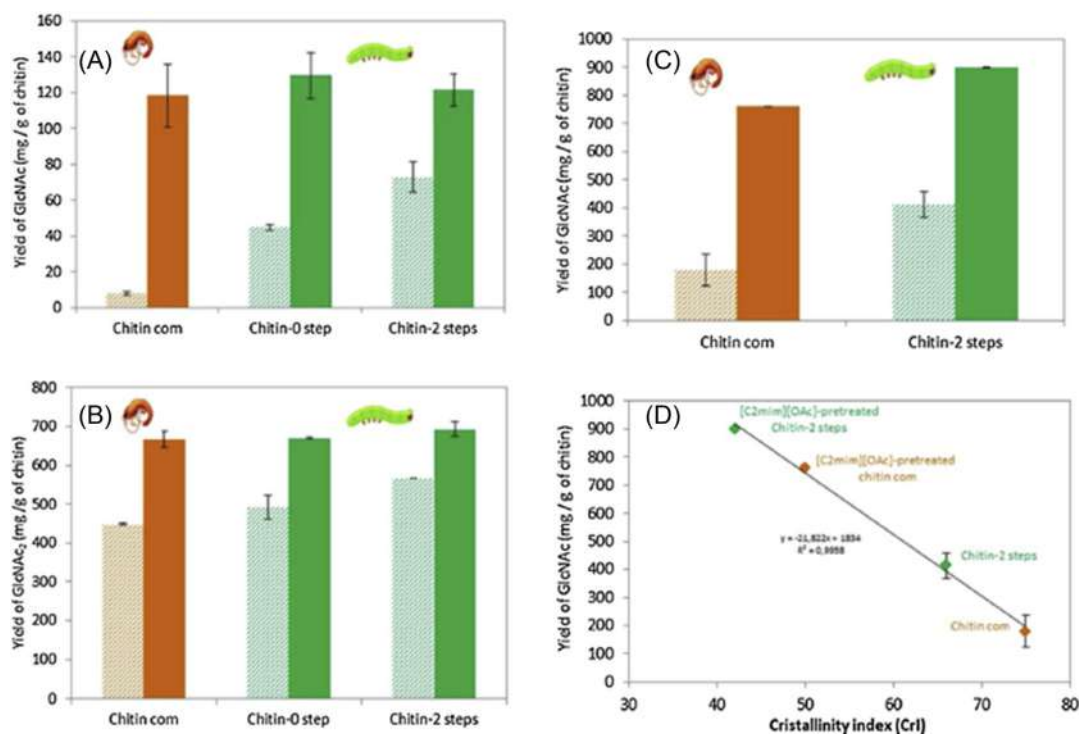 (A)
Yield of GlcNAc (mg / g of chitin)
160
140
120
100
80
60
40
20
0
Chitin com
Chitin-0 step
Chitin-2 steps
(C)
Yield of GlcNAc (mg / g of chitin)
1000
900
800
700
600
500
400
300
200
100
0
Chitin com
Chitin-2 steps
(B)
Yield of GlcNAc₂ (mg / g of chitin)
800
700
600
500
400
300
200
100
0
Chitin com
Chitin-0 step
Chitin-2 steps
(D)
Yield of GlcNAc (mg / g of chitin)
1000
900
800
700
600
500
400
300
200
100
0
[C2mim][OAc]-pretreated
Chitin-2 steps
[C2mim][OAc]-pretreated
chitin com
y = -21,822x + 1834
R² = 0,9958
Chitin-2 steps
Chitin com
30
40
50
60
70
80
Cristallinity index (CrI)